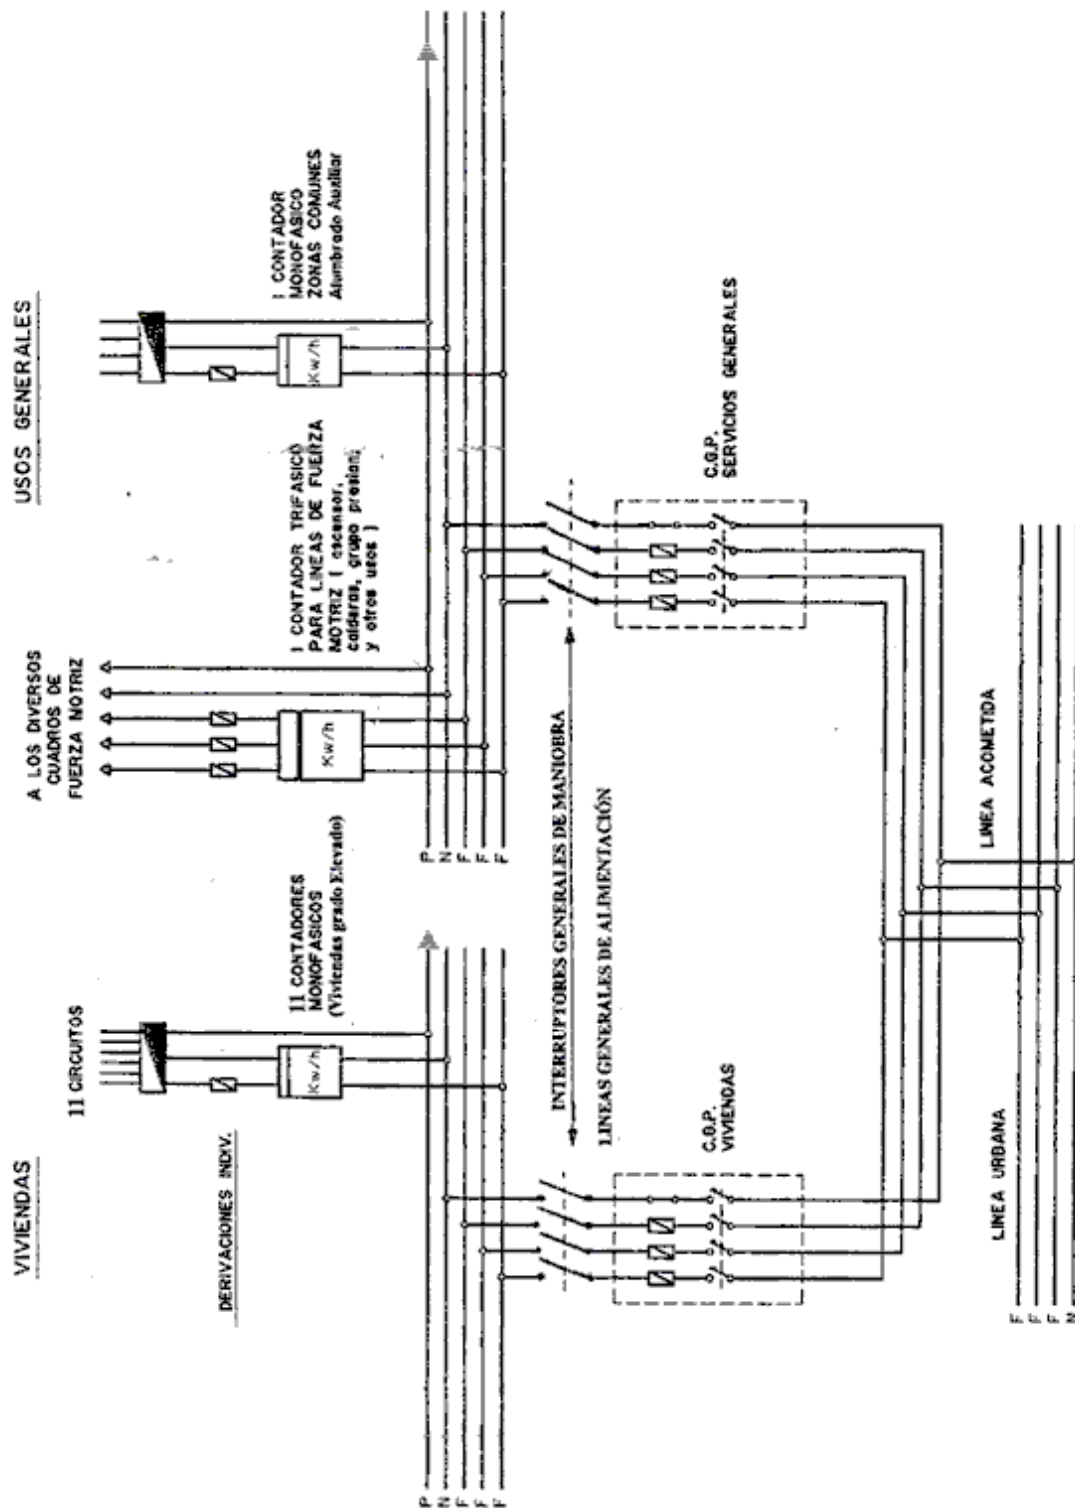 VIVIENDAS
11 CIRCUITOS
DERIVACIONES INDIV.
Kw/h
11 CONTADORES
MONOFASICOS
(Viviendas grado Elevado)
A LOS DIVERSOS
CUADROS DE
FUERZA MOTRIZ
Kw/h
1 CONTADOR TRIFASICO
PARA LINEAS DE FUERZA
MOTRIZ ( ascensor,
calderas, grupo presion,
y otros usos )
USOS GENERALES
Kw/h
1 CONTADOR
MONOFASICO
ZONAS COMUNES
Alumbrado Auxiliar
P
N
F
F
F
P
N
F
F
F
INTERRUPTORES GENERALES DE MANIOBRA
LINEAS GENERALES DE ALIMENTACIÓN
C.G.P.
VIVIENDAS
C.G.P.
SERVICIOS GENERALES
LINEA URBANA
LINEA ACOMETIDA
F
F
F
N